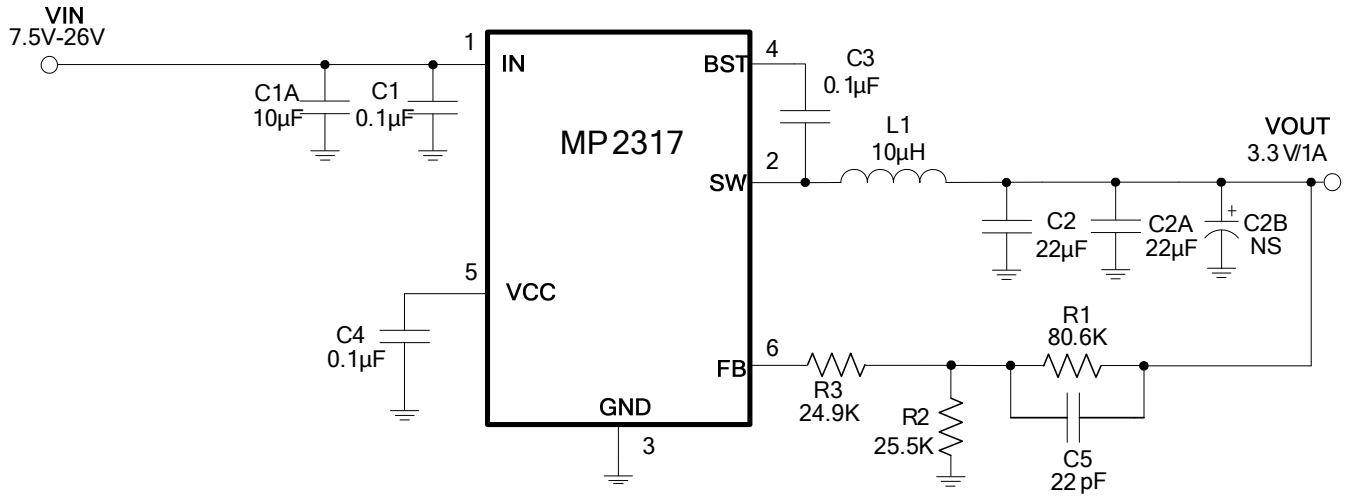 VIN
7.5V-26V
1
IN
C1A
10µF
C1
0.1µF
MP2317
BST
4
C3
0.1µF
SW
2
L1
10µH
VOUT
3.3V/1A
C2
22µF
C2A
22µF
+
C2B
NS
5
VCC
C4
0.1µF
FB
6
R3
24.9K
R2
25.5K
R1
80.6K
C5
22pF
GND
3